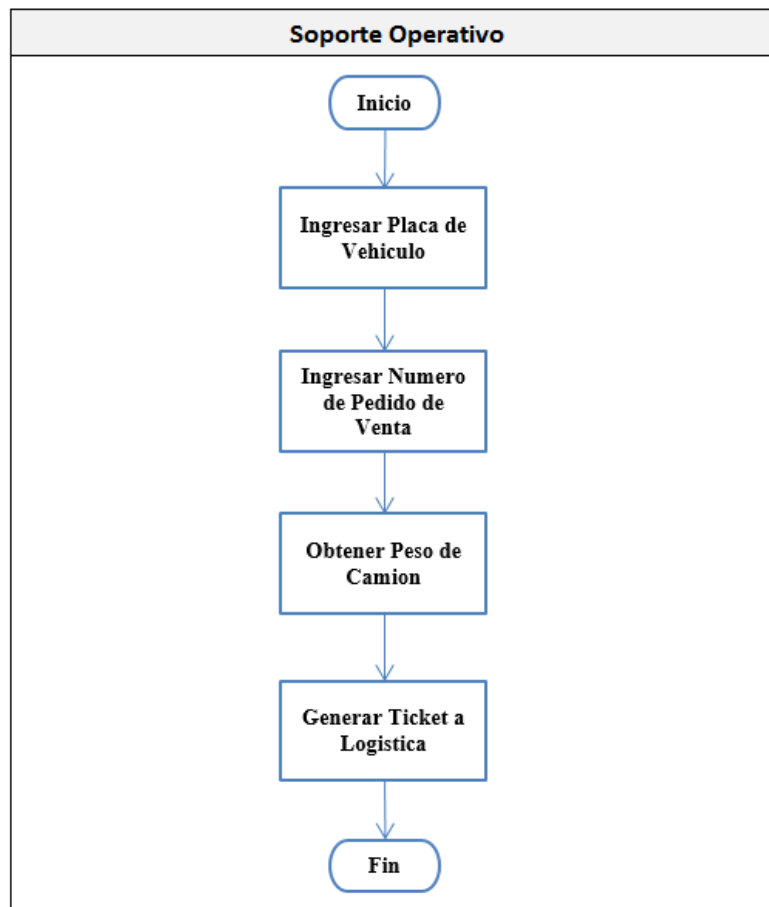 Soporte Operativo
Inicio
Ingresar Placa de
Vehiculo
Ingresar Numero
de Pedido de
Venta
Obtener Peso de
Camion
Generar Ticket a
Logistica
Fin